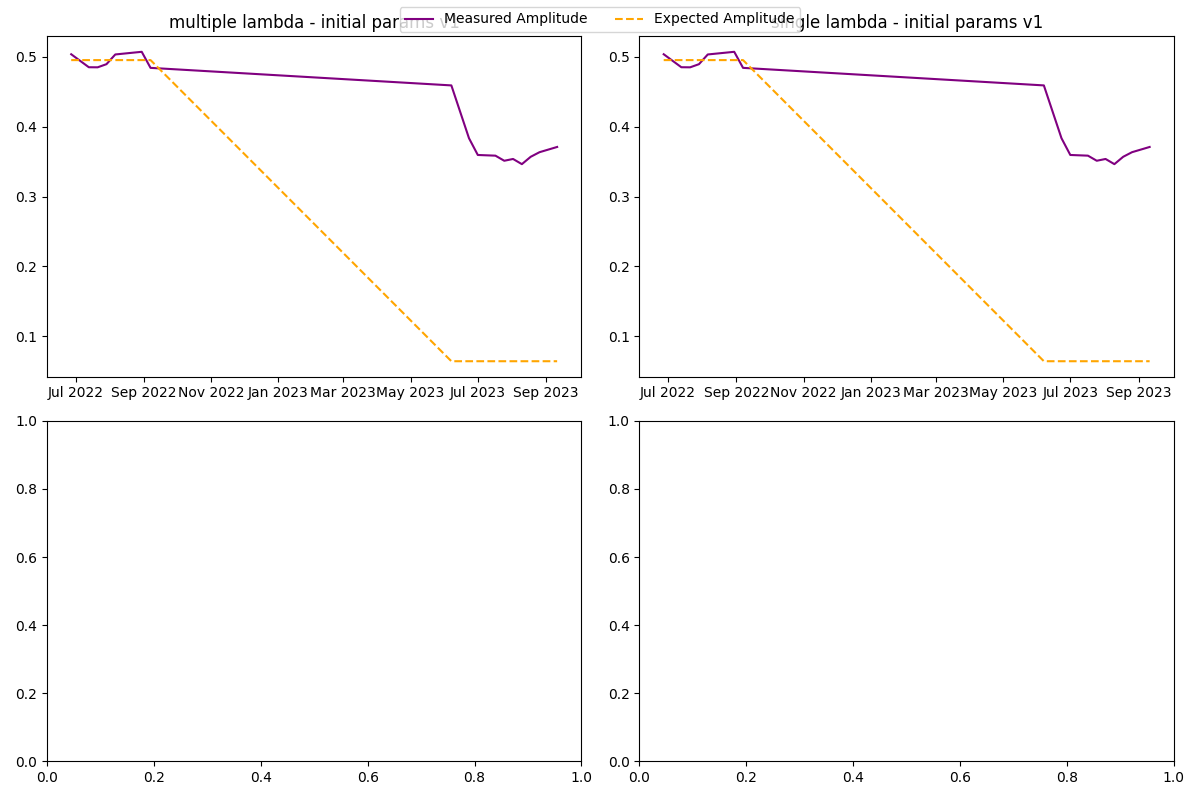 multiple lambda - initial params v1
Measured Amplitude
Expected Amplitude
single lambda - initial params v1
0.5
0.4
0.3
0.2
0.1
Jul 2022 Sep 2022 Nov 2022 Jan 2023 Mar 2023 May 2023 Jul 2023 Sep 2023
0.5
0.4
0.3
0.2
0.1
Jul 2022 Sep 2022 Nov 2022 Jan 2023 Mar 2023 May 2023 Jul 2023 Sep 2023
1.0
0.8
0.6
0.4
0.2
0.0
0.0 0.2 0.4 0.6 0.8 1.0
1.0
0.8
0.6
0.4
0.2
0.0
0.0 0.2 0.4 0.6 0.8 1.0